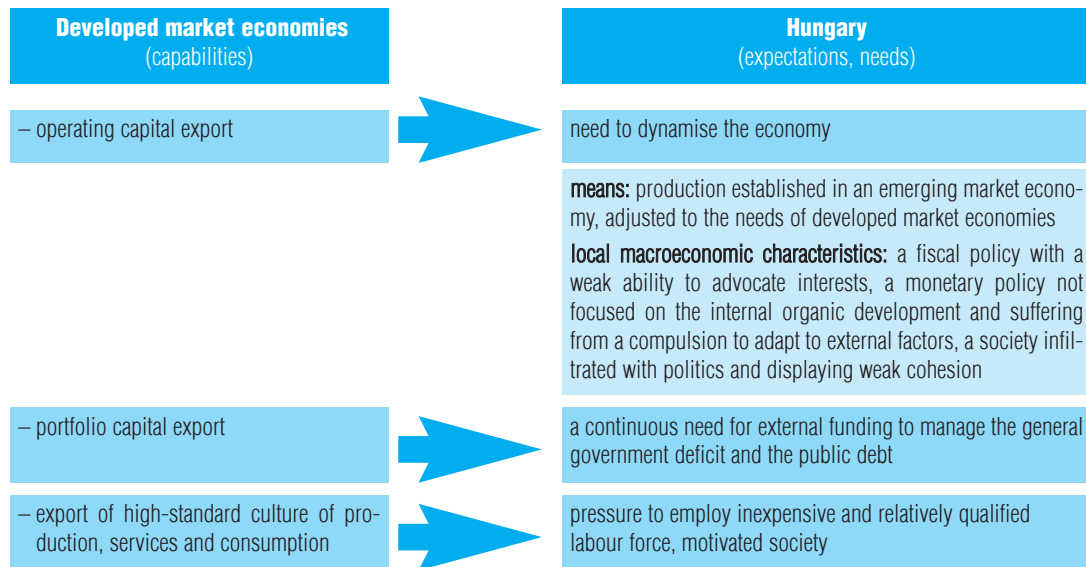 Developed market economies
(capabilities)
Hungary
(expectations, needs)
– operating capital export
need to dynamise the economy
means: production established in an emerging market econo-
my, adjusted to the needs of developed market economies
local macroeconomic characteristics: a fiscal policy with a
weak ability to advocate interests, a monetary policy not
focused on the internal organic development and suffering
from a compulsion to adapt to external factors, a society infil-
trated with politics and displaying weak cohesion
– portfolio capital export
a continuous need for external funding to manage the general
government deficit and the public debt
– export of high-standard culture of pro-
duction, services and consumption
pressure to employ inexpensive and relatively qualified
labour force, motivated society